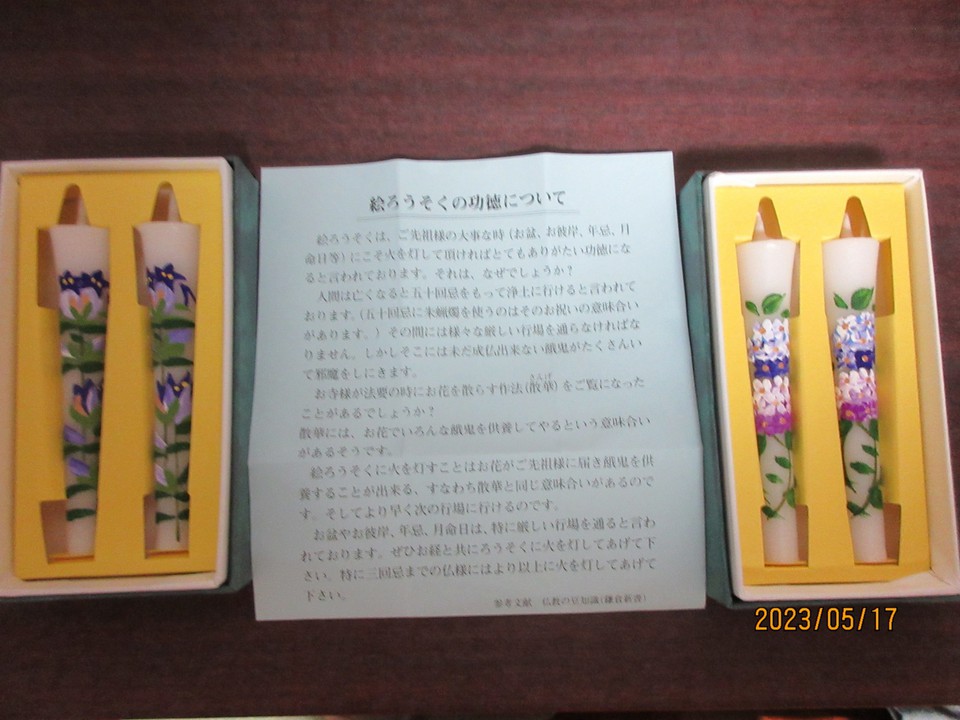 絵ろうそくの功徳について
絵ろうそくは、ご先祖様の大事な時(お盆、お彼岸、年忌、月
命日等)にこそ火を灯して頂ければとてもありがたい功徳にな
ると言われております。それは、なぜでしょうか？
人間は亡くなると五十回忌をもって浄土に行けると言われて
おります。(五十回忌に朱蝋燭を使うのはそのお祝いの意味合い
があります。)その間には様々な厳しい行場を通らなければな
りません。しかしそこには未だ成仏出来ない餓鬼がたくさんい
て邪魔をしにきます。
お寺様が法要の時にお花を散らす作法(散華)をご覧になった
さんげ
ことがあるでしょうか？
散華には、お花でいろんな餓鬼を供養してやるという意味合い
があるそうです。
絵ろうそくに火を灯すことはお花がご先祖様に届き餓鬼を供
養することが出来る、すなわち散華と同じ意味合いがあるので
す。そしてより早く次の行場に行けるのです。
お盆やお彼岸、年忌、月命日は、特に厳しい行場を通ると言わ
れております。ぜひお経と共にろうそくに火を灯してあげて下
さい。特に三回忌までの仏様にはより以上に火を灯してあげて
下さい。
参考文献 仏教の豆知識(鎌倉新書)
2023/05/17